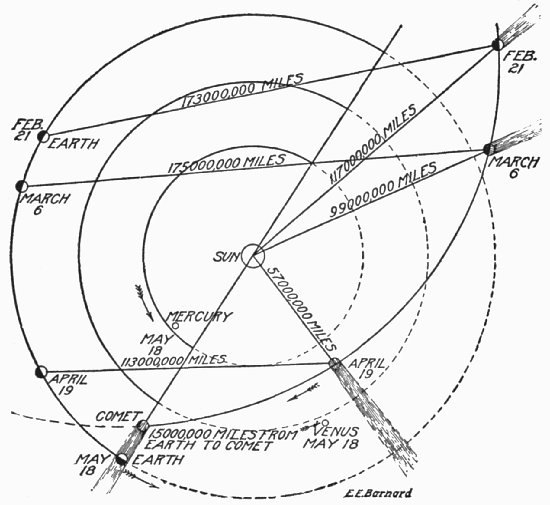 FEB.
21
173000,000 MILES
FEB.
21
EARTH
117000,000 MILES
175000,000 MILES
MARCH
6
MARCH
6
99000,000 MILES
SUN
57000,000 MILES
MERCURY
MAY
18
113000,000 MILES.
APRIL
19
APRIL
19
COMET
15000,000 MILES FROM
EARTH TO COMET
VENUS
MAY 18
MAY
18
EARTH
E.E.Barnard